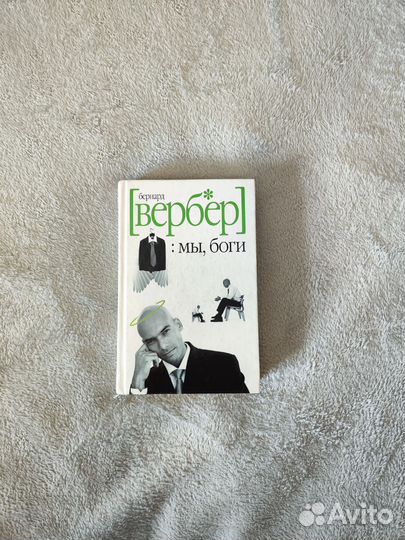 бернард
[вербер]
: мы, боги
Avito